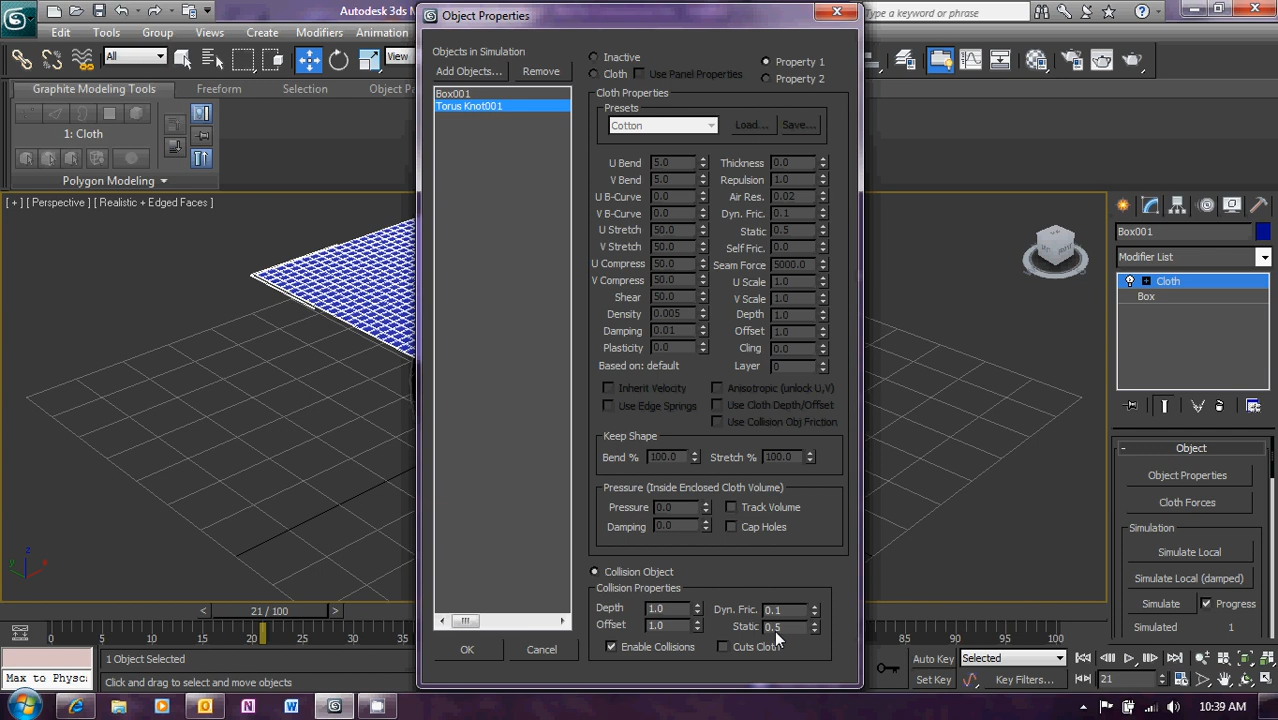 Autodesk 3ds Ma
Type a keyword or phrase
Edit Tools Group Views Create Modifiers Animation
All
View
Graphite Modeling Tools Freeform Selection Object Pa
1: Cloth
Polygon Modeling
[ + ] [ Perspective ] [ Realistic + Edged Faces ]
Object Properties
Objects in Simulation
Add Objects... Remove
Box001
Torus Knot001
OK Cancel
Inactive
Cloth Use Panel Properties
Property 1
Property 2
Cloth Properties
Presets
Cotton Load... Save...
U Bend 5.0 Thickness 0.0
V Bend 5.0 Repulsion 1.0
U B-Curve 0.0 Air Res. 0.02
V B-Curve 0.0 Dyn. Fric. 0.1
U Stretch 50.0 Static 0.5
V Stretch 50.0 Self Fric. 0.0
U Compress 50.0 Seam Force 5000.0
V Compress 50.0 U Scale 1.0
Shear 50.0 V Scale 1.0
Density 0.005 Depth 1.0
Damping 0.01 Offset 1.0
Plasticity 0.0 Cling 0.0
Based on: default Layer 0
Inherit Velocity Anisotropic (unlock U,V)
Use Edge Springs Use Cloth Depth/Offset
Use Collision Obj Friction
Keep Shape
Bend % 100.0 Stretch % 100.0
Pressure (Inside Enclosed Cloth Volume)
Pressure 0.0 Track Volume
Damping 0.0 Cap Holes
Collision Object
Collision Properties
Depth 1.0 Dyn. Fric. 0.1
Offset 1.0 Static 0.5
Enable Collisions Cuts Cloth
Box001
Modifier List
Cloth
Box
Object
Object Properties
Cloth Forces
Simulation
Simulate Local
Simulate Local (damped)
Simulate Progress
Simulated 1
z
x y
< 21 / 100 >
0 5 10 15 20 25 30 35 75 80 85 90 95 100
1 Object Selected
Max to Physc
Click and drag to select and move objects
Auto Key Selected
Set Key Key Filters... 21
10:39 AM